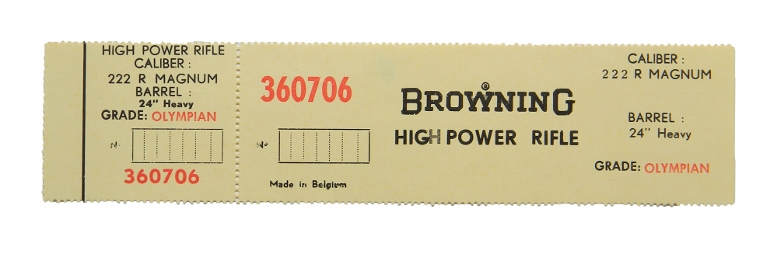 HIGH POWER RIFLE
CALIBER :
222 R MAGNUM
BARREL :
24" Heavy
GRADE: OLYMPIAN
N°
360706
360706
N°
Made in Belgium
BROWNING ®
HIGH POWER RIFLE
CALIBER :
222 R MAGNUM
BARREL :
24" Heavy
GRADE: OLYMPIAN